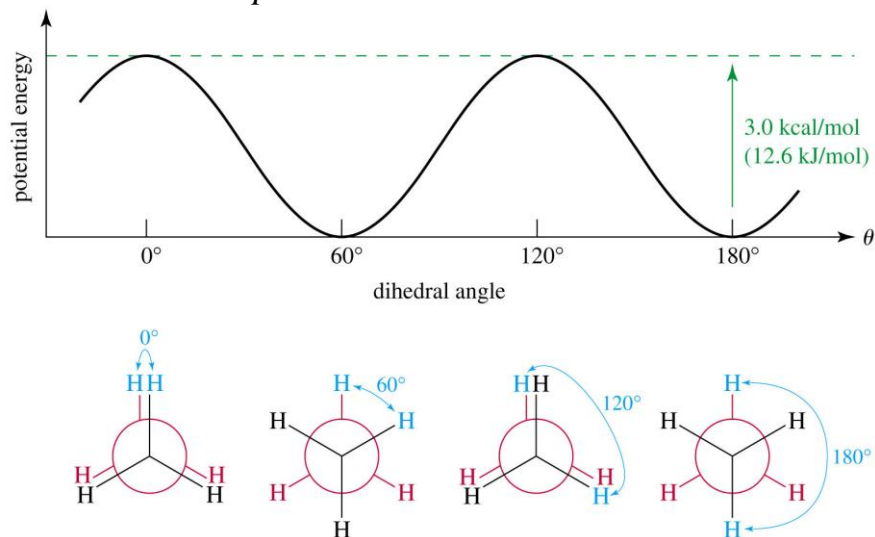 potential energy
3.0 kcal/mol
(12.6 kJ/mol)
0° 60° 120° 180° θ
dihedral angle
0°
H H
H H
H H
H 60°
H H
H H
H
H H 120°
H H
H H
H
H H
H H 180°
H